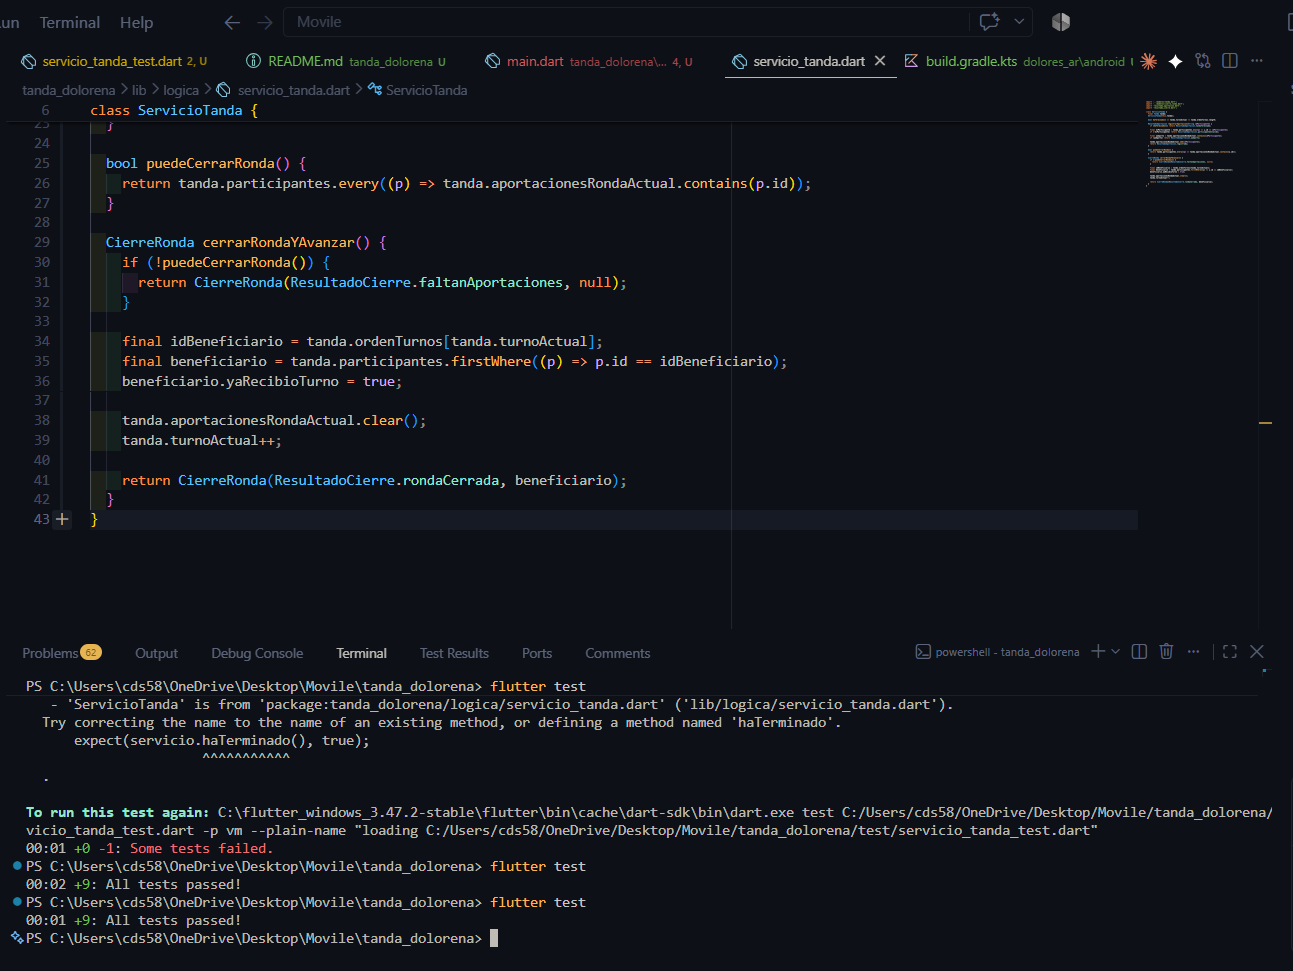 Terminal Help
Movile
servicio_tanda_test.dart 2, U
README.md tanda_dolorena U
main.dart tanda_dolorena\... 4, U
servicio_tanda.dart
build.gradle.kts dolores_ar\android
tanda_dolorena > lib > logica > servicio_tanda.dart > ServicioTanda
6 class ServicioTanda {
23 }
24
25 bool puedeCerrarRonda() {
26 return tanda.participantes.every((p) => tanda.aportacionesRondaActual.contains(p.id));
27 }
28
29 CierreRonda cerrarRondaYAvanzar() {
30 if (!puedeCerrarRonda()) {
31 return CierreRonda(ResultadoCierre.faltanAportaciones, null);
32 }
33
34 final idBeneficiario = tanda.ordenTurnos[tanda.turnoActual];
35 final beneficiario = tanda.participantes.firstWhere((p) => p.id == idBeneficiario);
36 beneficiario.yaRecibioTurno = true;
37
38 tanda.aportacionesRondaActual.clear();
39 tanda.turnoActual++;
40
41 return CierreRonda(ResultadoCierre.rondaCerrada, beneficiario);
42 }
43 }
Problems 62 Output Debug Console Terminal Test Results Ports Comments
powershell - tanda_dolorena
PS C:\Users\cds58\OneDrive\Desktop\Movile\tanda_dolorena> flutter test
- 'ServicioTanda' is from 'package:tanda_dolorena/logica/servicio_tanda.dart' ('lib/logica/servicio_tanda.dart').
Try correcting the name to the name of an existing method, or defining a method named 'haTerminado'.
expect(servicio.haTerminado(), true);
^^^^^^^^^^^
.
To run this test again: C:\flutter_windows_3.47.2-stable\flutter\bin\cache\dart-sdk\bin\dart.exe test C:/Users/cds58/OneDrive/Desktop/Movile/tanda_dolorena/
vicio_tanda_test.dart -p vm --plain-name "loading C:/Users/cds58/OneDrive/Desktop/Movile/tanda_dolorena/test/servicio_tanda_test.dart"
00:01 +0 -1: Some tests failed.
PS C:\Users\cds58\OneDrive\Desktop\Movile\tanda_dolorena> flutter test
00:02 +9: All tests passed!
PS C:\Users\cds58\OneDrive\Desktop\Movile\tanda_dolorena> flutter test
00:01 +9: All tests passed!
PS C:\Users\cds58\OneDrive\Desktop\Movile\tanda_dolorena>